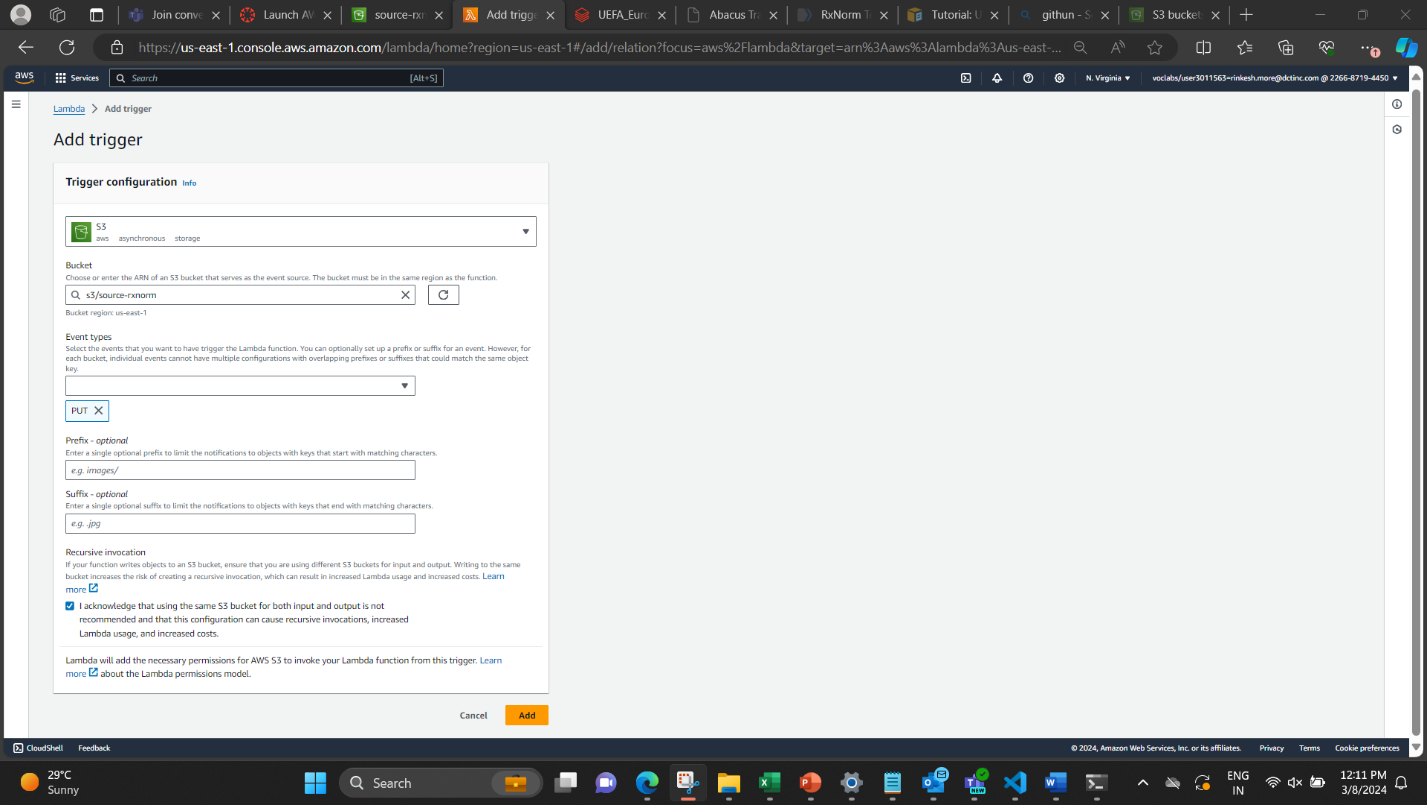 Join conve
Launch AV
source-rxn
Add trigge
UEFA_Euro
Abacus Tra
RxNorm T
Tutorial: U
githun - Se
S3 bucket
https://us-east-1.console.aws.amazon.com/lambda/home?region=us-east-1#/add/relation?focus=aws%2Flambda&target=arn%3Aaws%3Alambda%3Aus-east-...
1
aws
Services
Search
[Alt+S]
N. Virginia
voclabs/user3011563=rinkesh.more@dctinc.com @ 2266-8719-4450
Lambda
Add trigger
Add trigger
Trigger configuration Info
S3
aws asynchronous storage
Bucket
Choose or enter the ARN of an S3 bucket that serves as the event source. The bucket must be in the same region as the function.
s3/source-rxnorm
Bucket region: us-east-1
Event types
Select the events that you want to have trigger the Lambda function. You can optionally set up a prefix or suffix for an event. However, for
each bucket, individual events cannot have multiple configurations with overlapping prefixes or suffixes that could match the same object
key.
PUT
Prefix - optional
Enter a single optional prefix to limit the notifications to objects with keys that start with matching characters.
e.g. images/
Suffix - optional
Enter a single optional suffix to limit the notifications to objects with keys that end with matching characters.
e.g. .jpg
Recursive invocation
If your function writes objects to an S3 bucket, ensure that you are using different S3 buckets for input and output. Writing to the same
bucket increases the risk of creating a recursive invocation, which can result in increased Lambda usage and increased costs. Learn
more
I acknowledge that using the same S3 bucket for both input and output is not
recommended and that this configuration can cause recursive invocations, increased
Lambda usage, and increased costs.
Lambda will add the necessary permissions for AWS S3 to invoke your Lambda function from this trigger. Learn
more about the Lambda permissions model.
Cancel
Add
CloudShell
Feedback
© 2024, Amazon Web Services, Inc. or its affiliates.
Privacy
Terms
Cookie preferences
29°C
Sunny
Search
NEW
ENG
IN
12:11 PM
3/8/2024